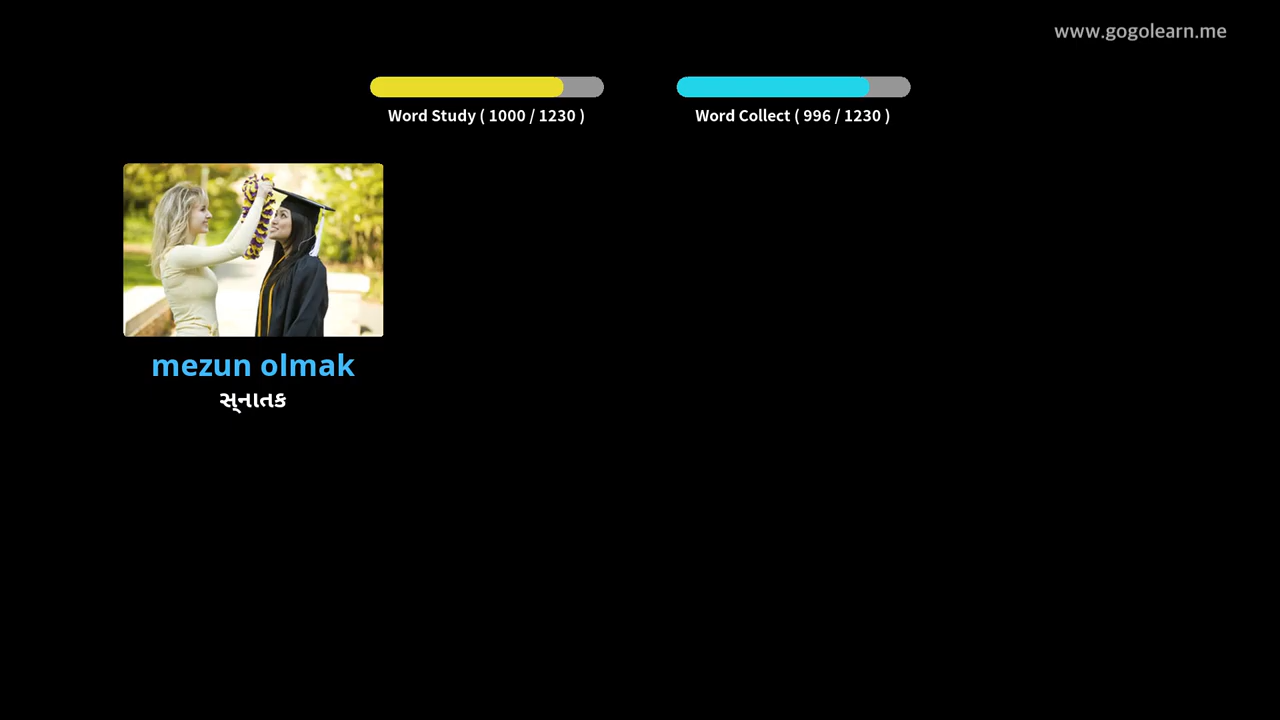 www.gogolearn.me
Word Study ( 1000 / 1230 )
Word Collect ( 996 / 1230 )
mezun olmak
સ્નાતક